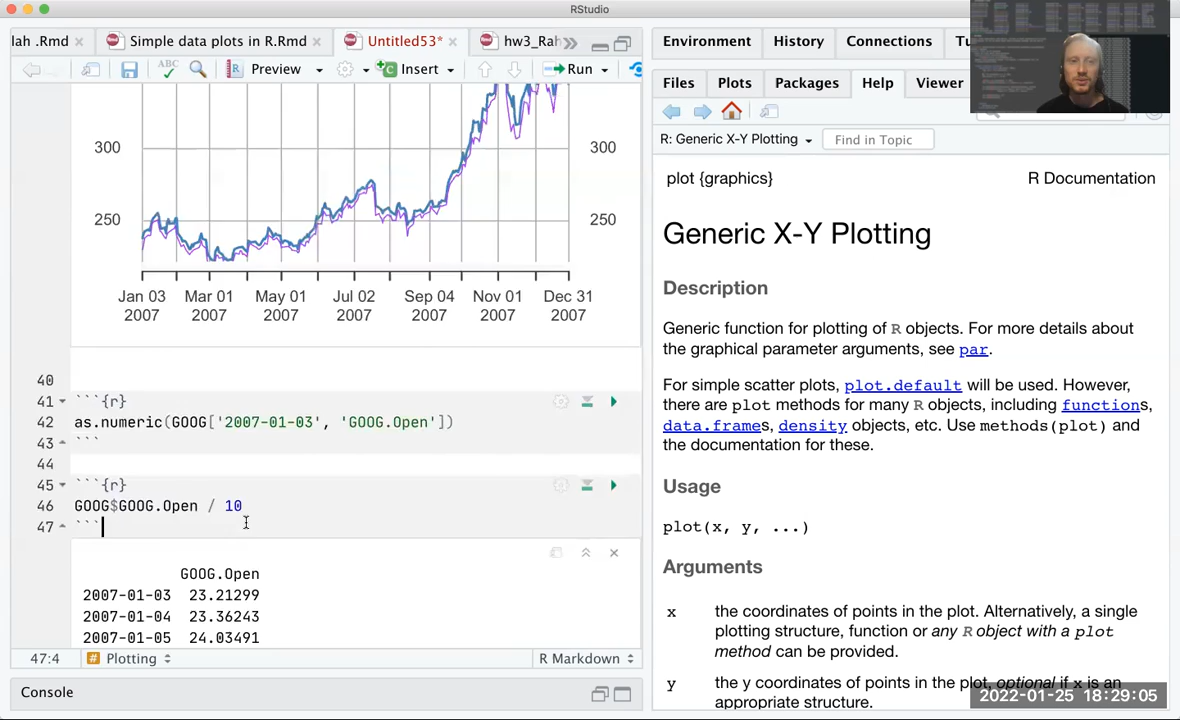 RStudio
lah .Rmd
Simple data plots in R.Rmd
Untitled53*
hw3_Rah
Preview
Insert
Run
300
300
250
250
Jan 03 Mar 01 May 01 Jul 02 Sep 04 Nov 01 Dec 31
2007 2007 2007 2007 2007 2007 2007
40
41 ```{r}
42 as.numeric(GOOG['2007-01-03', 'GOOG.Open'])
43 ```
44
45 ```{r}
46 GOOG$GOOG.Open / 10
47 ```
GOOG.Open
2007-01-03 23.21299
2007-01-04 23.36243
2007-01-05 24.03491
47:4 # Plotting R Markdown
Console
Environment History Connections Tu
Files Plots Packages Help Viewer
R: Generic X-Y Plotting Find in Topic
plot {graphics} R Documentation
Generic X-Y Plotting
Description
Generic function for plotting of R objects. For more details about
the graphical parameter arguments, see par.
For simple scatter plots, plot.default will be used. However,
there are plot methods for many R objects, including functions,
data.frames, density objects, etc. Use methods(plot) and
the documentation for these.
Usage
plot(x, y, ...)
Arguments
x the coordinates of points in the plot. Alternatively, a single
plotting structure, function or any R object with a plot
method can be provided.
y the y coordinates of points in the plot, optional if x is an
appropriate structure.
2022-01-25 18:29:05